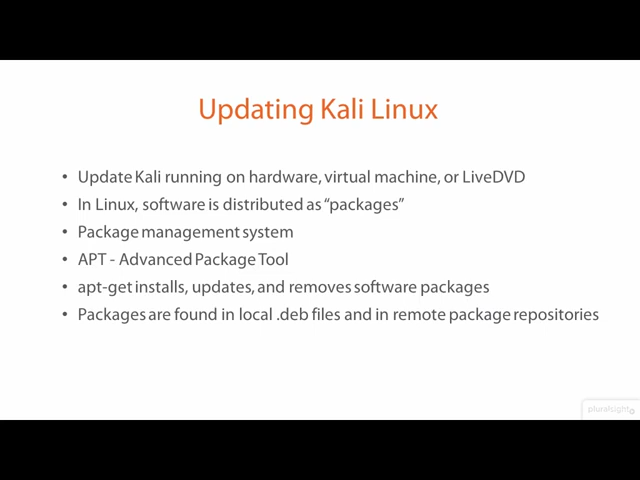 Updating Kali Linux
• Update Kali running on hardware, virtual machine, or LiveDVD
• In Linux, software is distributed as “packages”
• Package management system
• APT - Advanced Package Tool
• apt-get installs, updates, and removes software packages
• Packages are found in local .deb files and in remote package repositories
pluralsight